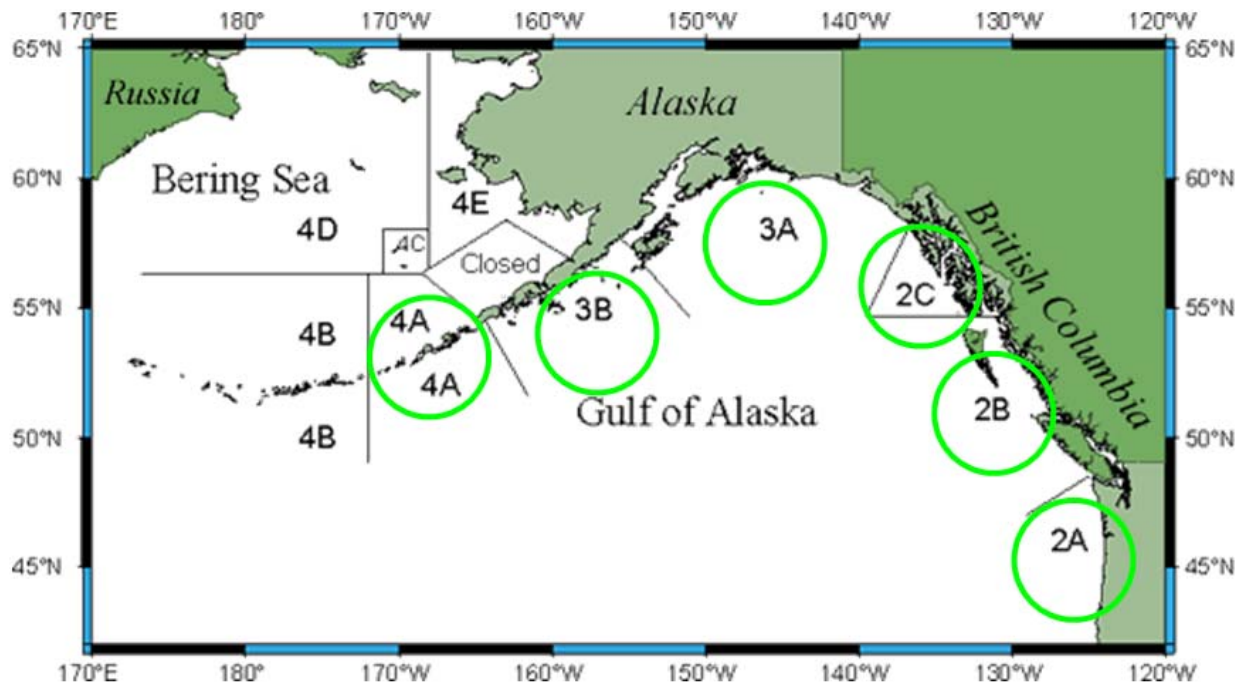 170°E 180° 170°W 160°W 150°W 140°W 130°W 120°W
65°N 65°N
Russia Alaska
60°N Bering Sea 4E 60°N
4D 4C 3A British Columbia
Closed
55°N 4B 4A 3B 2C 55°N
4A Gulf of Alaska 2B
50°N 4B 50°N
2A
45°N 45°N
170°E 180° 170°W 160°W 150°W 140°W 130°W 120°W